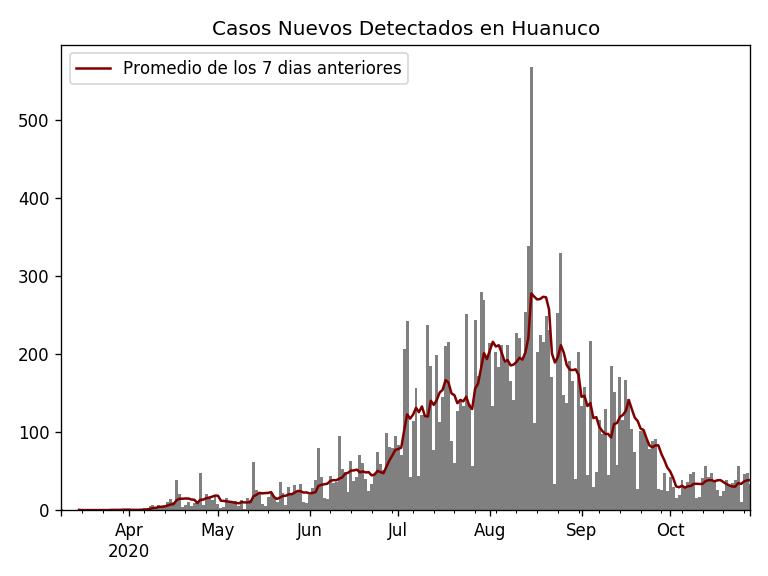 Casos Nuevos Detectados en Huanuco
Promedio de los 7 dias anteriores
500
400
300
200
100
0
Apr May Jun Jul Aug Sep Oct
2020